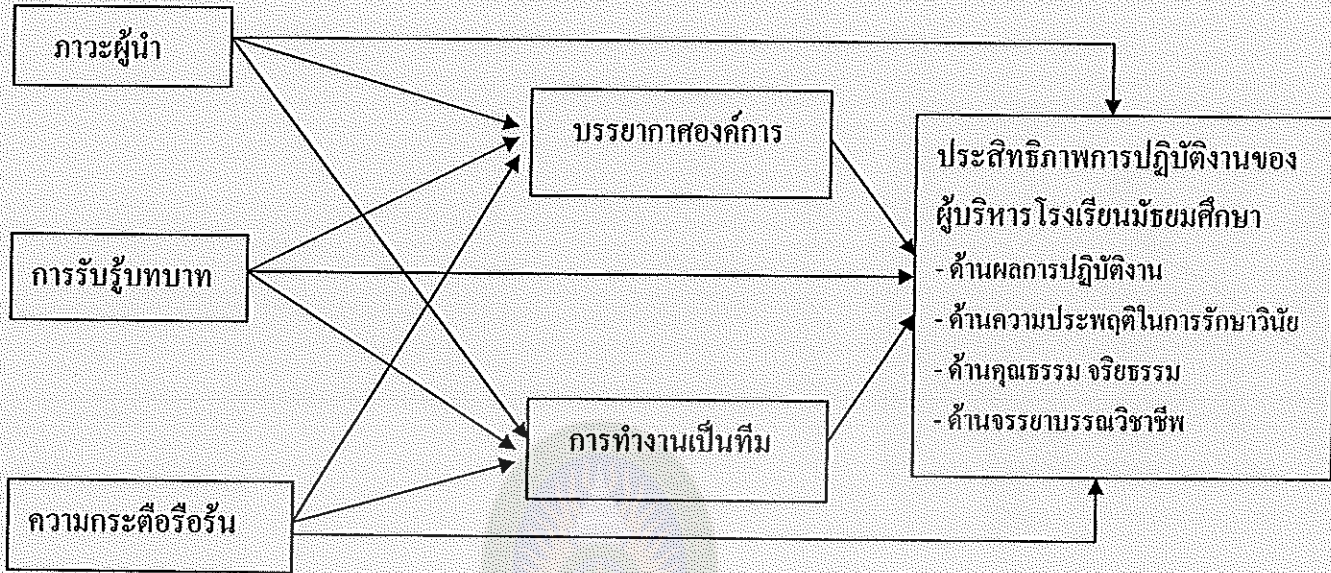 ภาวะผู้นำ
บรรยากาศองค์การ
ประสิทธิภาพการปฏิบัติงานของ
ผู้บริหารโรงเรียนมัธยมศึกษา
- ด้านผลการปฏิบัติงาน
- ด้านความประพฤติในการรักษาวินัย
- ด้านคุณธรรม จริยธรรม
- ด้านจรรยาบรรณวิชาชีพ
การรับรู้บทบาท
การทำงานเป็นทีม
ความกระตือรือร้น